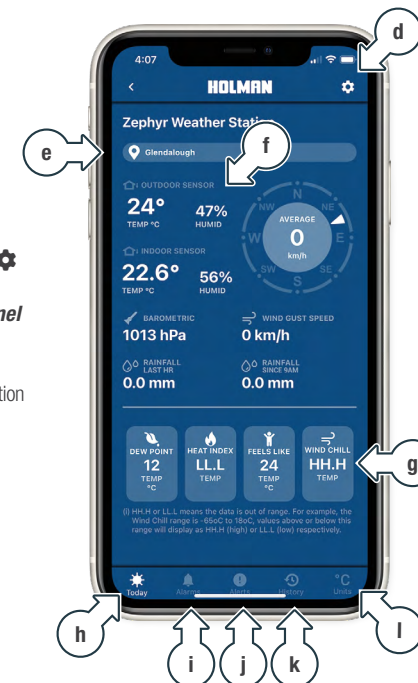 4:07
d
HOLMAN
Zephyr Weather Station
e
Glendalough
f
OUTDOOR SENSOR
24° 47%
TEMP °C HUMID
INDOOR SENSOR
22.6° 56%
TEMP °C HUMID
N
NW NE
AVERAGE
W 0 E
km/h
SW SE
S
nel
tion
BAROMETRIC WIND GUST SPEED
1013 hPa 0 km/h
RAINFALL LAST HR RAINFALL SINCE 9AM
0.0 mm 0.0 mm
DEW POINT HEAT INDEX FEELS LIKE WIND CHILL
12 LL.L 24 HH.H
TEMP °C TEMP TEMP °C TEMP
g
(i) HH.H or LL.L means the data is out of range. For example, the
Wind Chill range is -65oC to 18oC, values above or below this
range will display as HH.H (high) or LL.L (low) respectively.
°C
Today Alarms Alerts History Units
h l
i j k